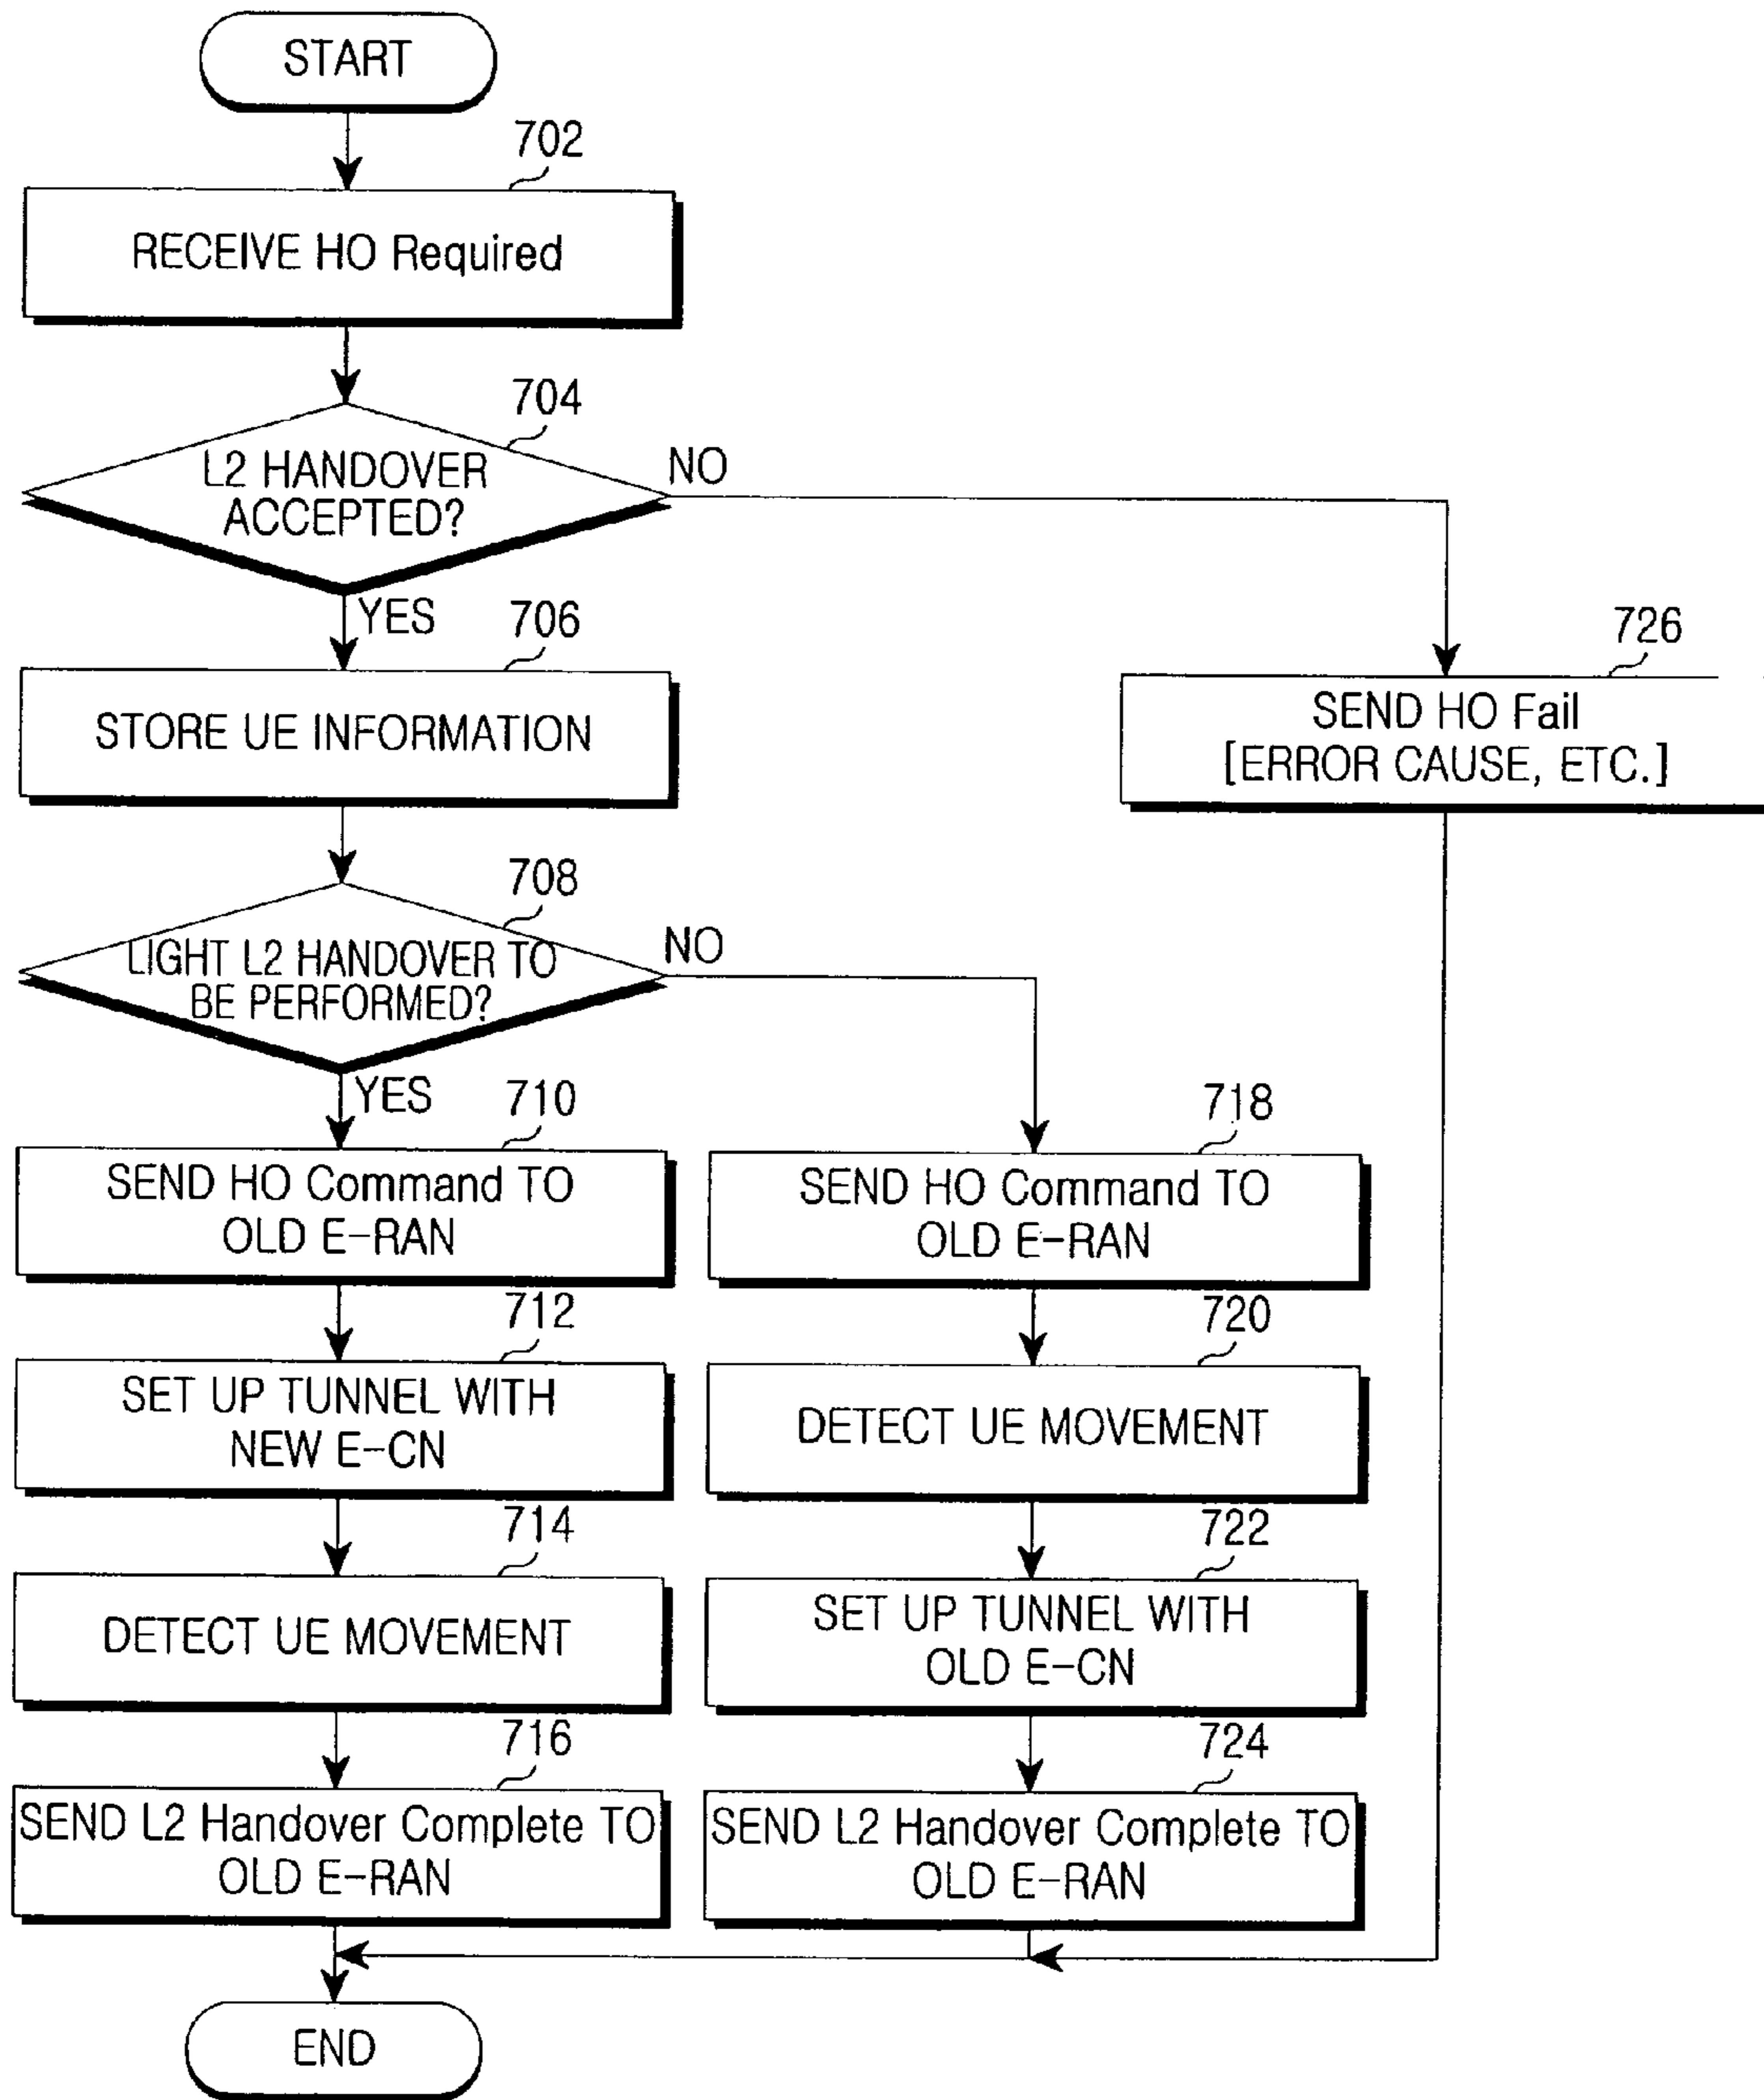 START
702
RECEIVE HO Required
704
L2 HANDOVER
ACCEPTED?
NO
YES
706
STORE UE INFORMATION
726
SEND HO Fail
[ERROR CAUSE, ETC.]
708
LIGHT L2 HANDOVER TO
BE PERFORMED?
NO
YES
710
SEND HO Command TO
OLD E-RAN
718
SEND HO Command TO
OLD E-RAN
712
SET UP TUNNEL WITH
NEW E-CN
720
DETECT UE MOVEMENT
714
DETECT UE MOVEMENT
722
SET UP TUNNEL WITH
OLD E-CN
716
SEND L2 Handover Complete TO
OLD E-RAN
724
SEND L2 Handover Complete TO
OLD E-RAN
END